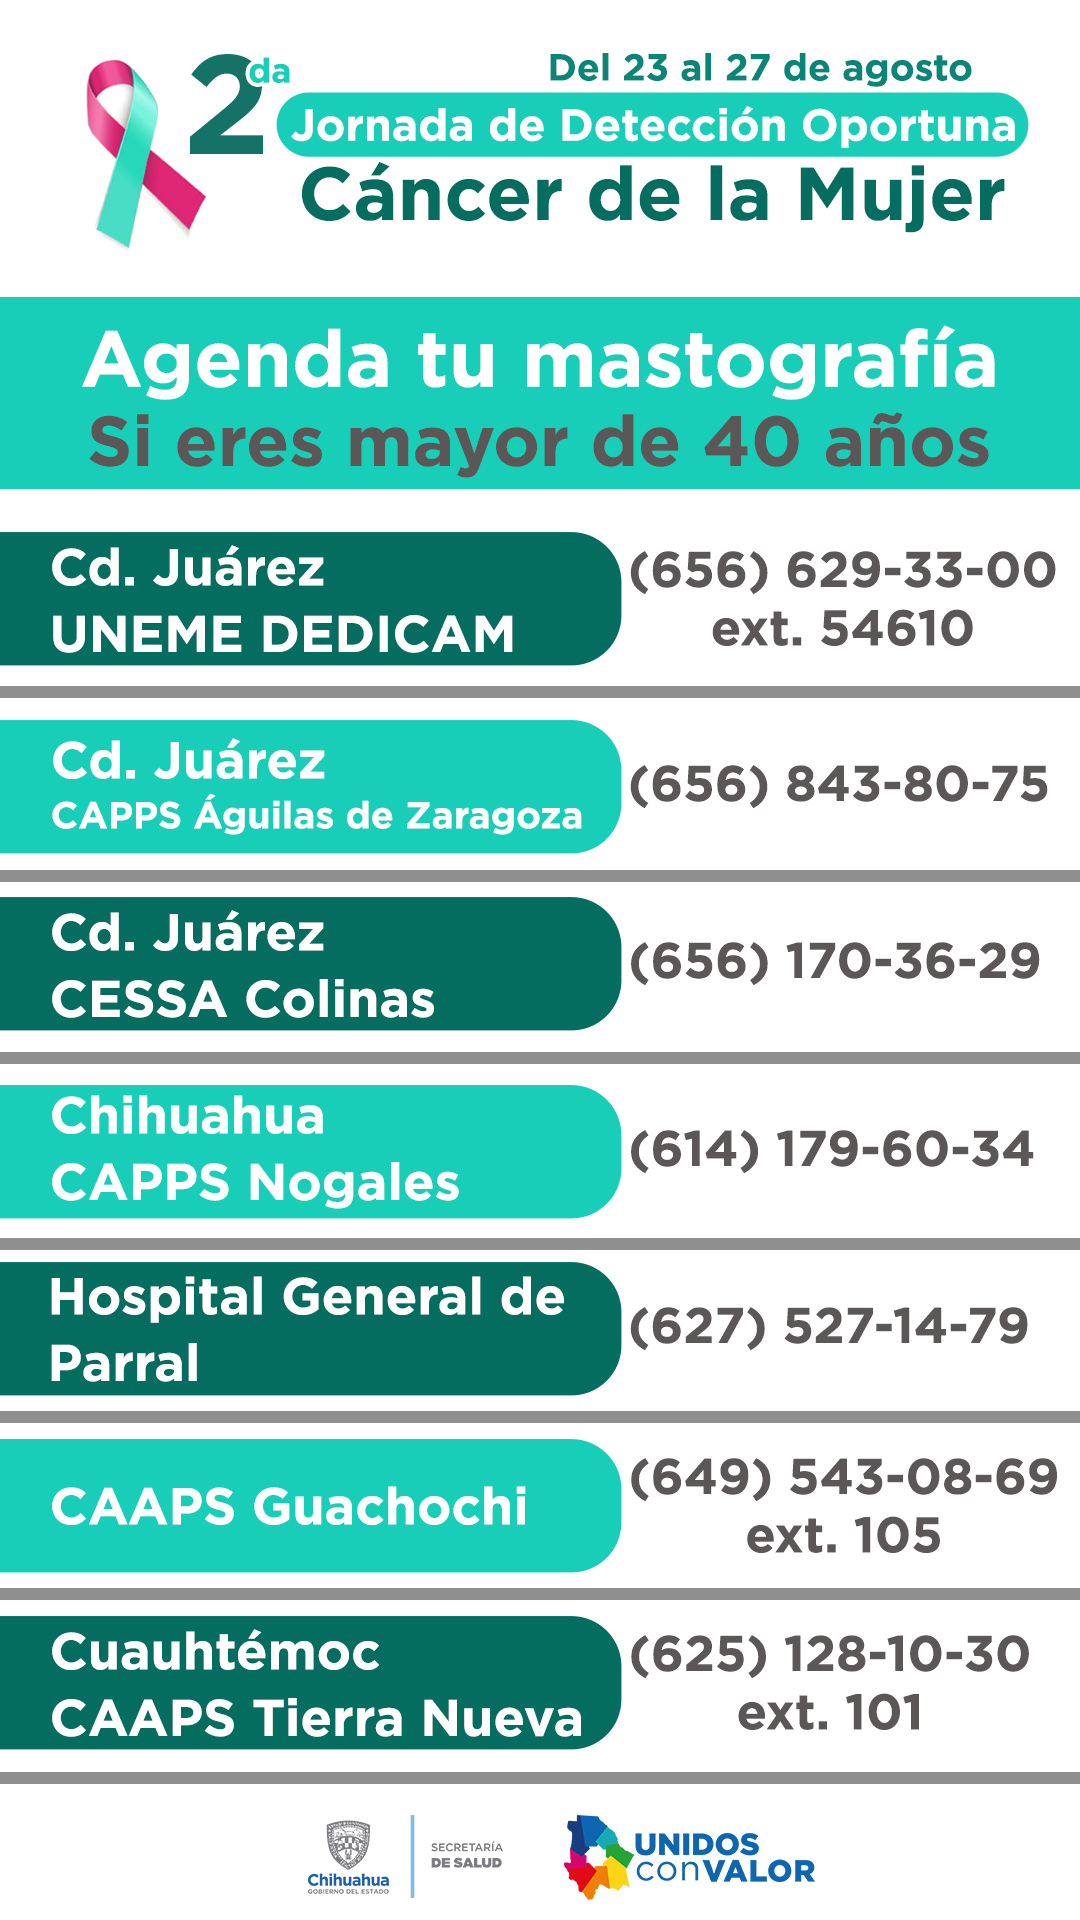 2da
Del 23 al 27 de agosto
Jornada de Detección Oportuna
Cáncer de la Mujer
Agenda tu mastografía
Si eres mayor de 40 años
Cd. Juárez
UNEME DEDICAM
(656) 629-33-00
ext. 54610
Cd. Juárez
CAPPS Águilas de Zaragoza
(656) 843-80-75
Cd. Juárez
CESSA Colinas
(656) 170-36-29
Chihuahua
CAPPS Nogales
(614) 179-60-34
Hospital General de
Parral
(627) 527-14-79
CAAPS Guachochi
(649) 543-08-69
ext. 105
Cuauhtémoc
CAAPS Tierra Nueva
(625) 128-10-30
ext. 101
Chihuahua
GOBIERNO DEL ESTADO
SECRETARÍA
DE SALUD
UNIDOS
conVALOR